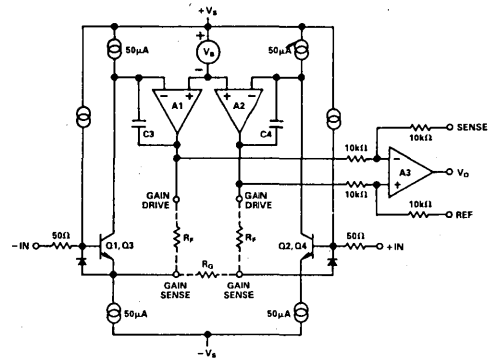 +Vs
50μA
+
VB
−
50μA
− +
+ −
A1
A2
C3
C4
10kΩ
SENSE
10kΩ
−
A3
+
Vo
10kΩ
10kΩ
REF
GAIN
DRIVE
GAIN
DRIVE
RF
RF
−IN
50Ω
Q1, Q3
Q2, Q4
50Ω
+IN
RG
GAIN
SENSE
GAIN
SENSE
50μA
50μA
−Vs